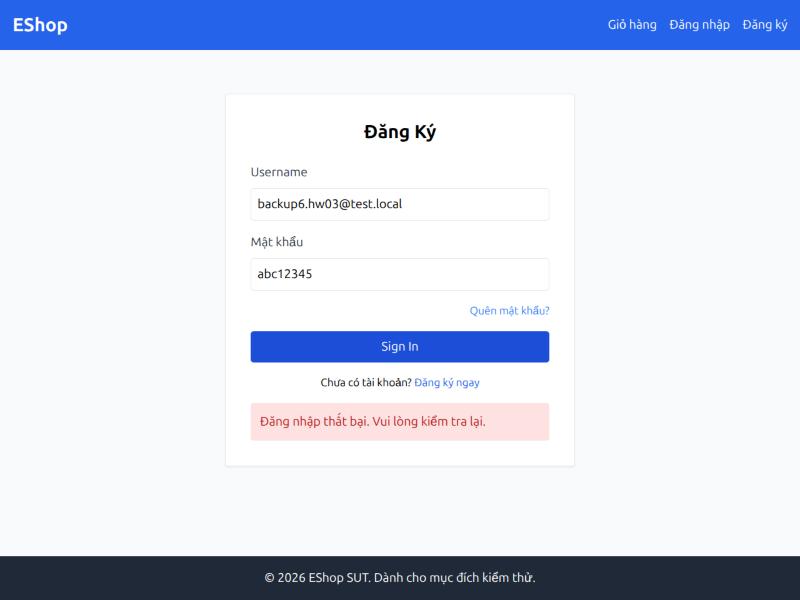 EShop
Giỏ hàng Đăng nhập Đăng ký
Đăng Ký
Username
backup6.hw03@test.local
Mật khẩu
abc12345
Quên mật khẩu?
Sign In
Chưa có tài khoản? Đăng ký ngay
Đăng nhập thất bại. Vui lòng kiểm tra lại.
© 2026 EShop SUT. Dành cho mục đích kiểm thử.